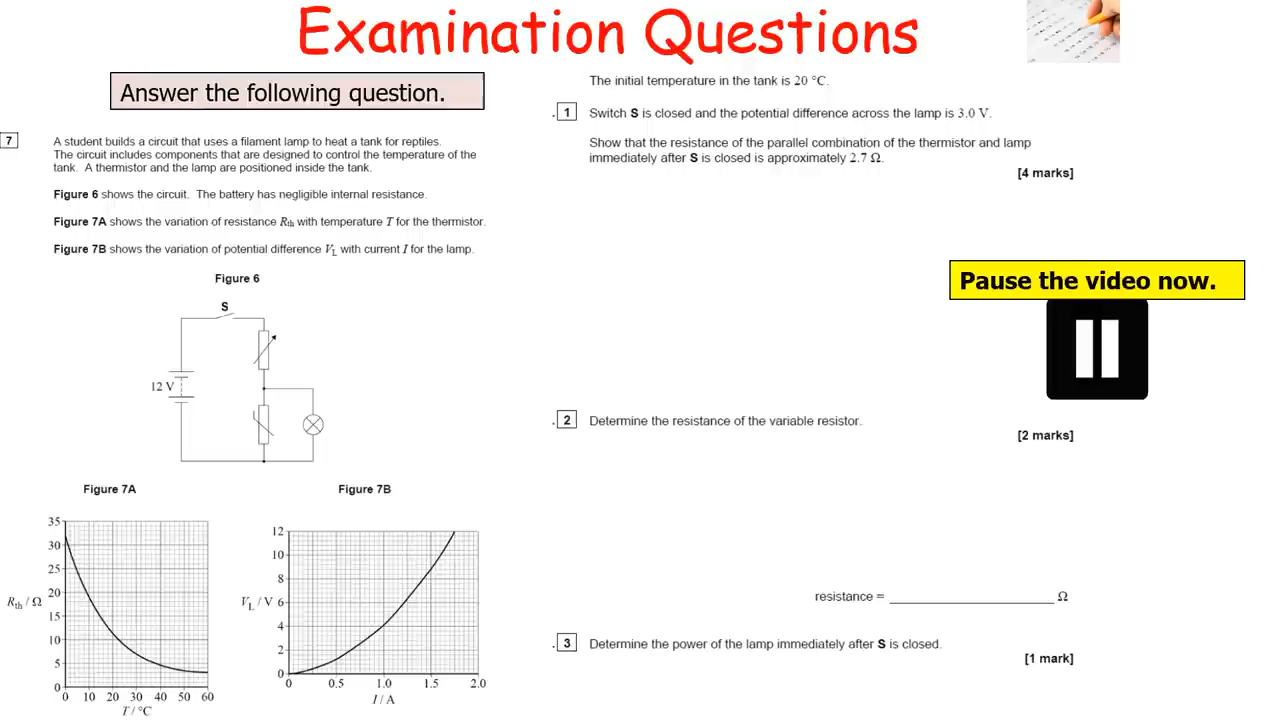 Examination Questions
Answer the following question.
7
A student builds a circuit that uses a filament lamp to heat a tank for reptiles.
The circuit includes components that are designed to control the temperature of the
tank. A thermistor and the lamp are positioned inside the tank.
Figure 6 shows the circuit. The battery has negligible internal resistance.
Figure 7A shows the variation of resistance Rth with temperature T for the thermistor.
Figure 7B shows the variation of potential difference VL with current I for the lamp.
Figure 6
S
12 V
Figure 7A
35
30
25
20
15
10
5
0
Rth / Ω
0 10 20 30 40 50 60
T / °C
Figure 7B
12
10
8
6
4
2
0
VL / V
0 0.5 1.0 1.5 2.0
I / A
The initial temperature in the tank is 20 °C.
. 1 Switch S is closed and the potential difference across the lamp is 3.0 V.
Show that the resistance of the parallel combination of the thermistor and lamp
immediately after S is closed is approximately 2.7 Ω.
[4 marks]
Pause the video now.
. 2 Determine the resistance of the variable resistor.
[2 marks]
resistance = ____________________ Ω
. 3 Determine the power of the lamp immediately after S is closed.
[1 mark]